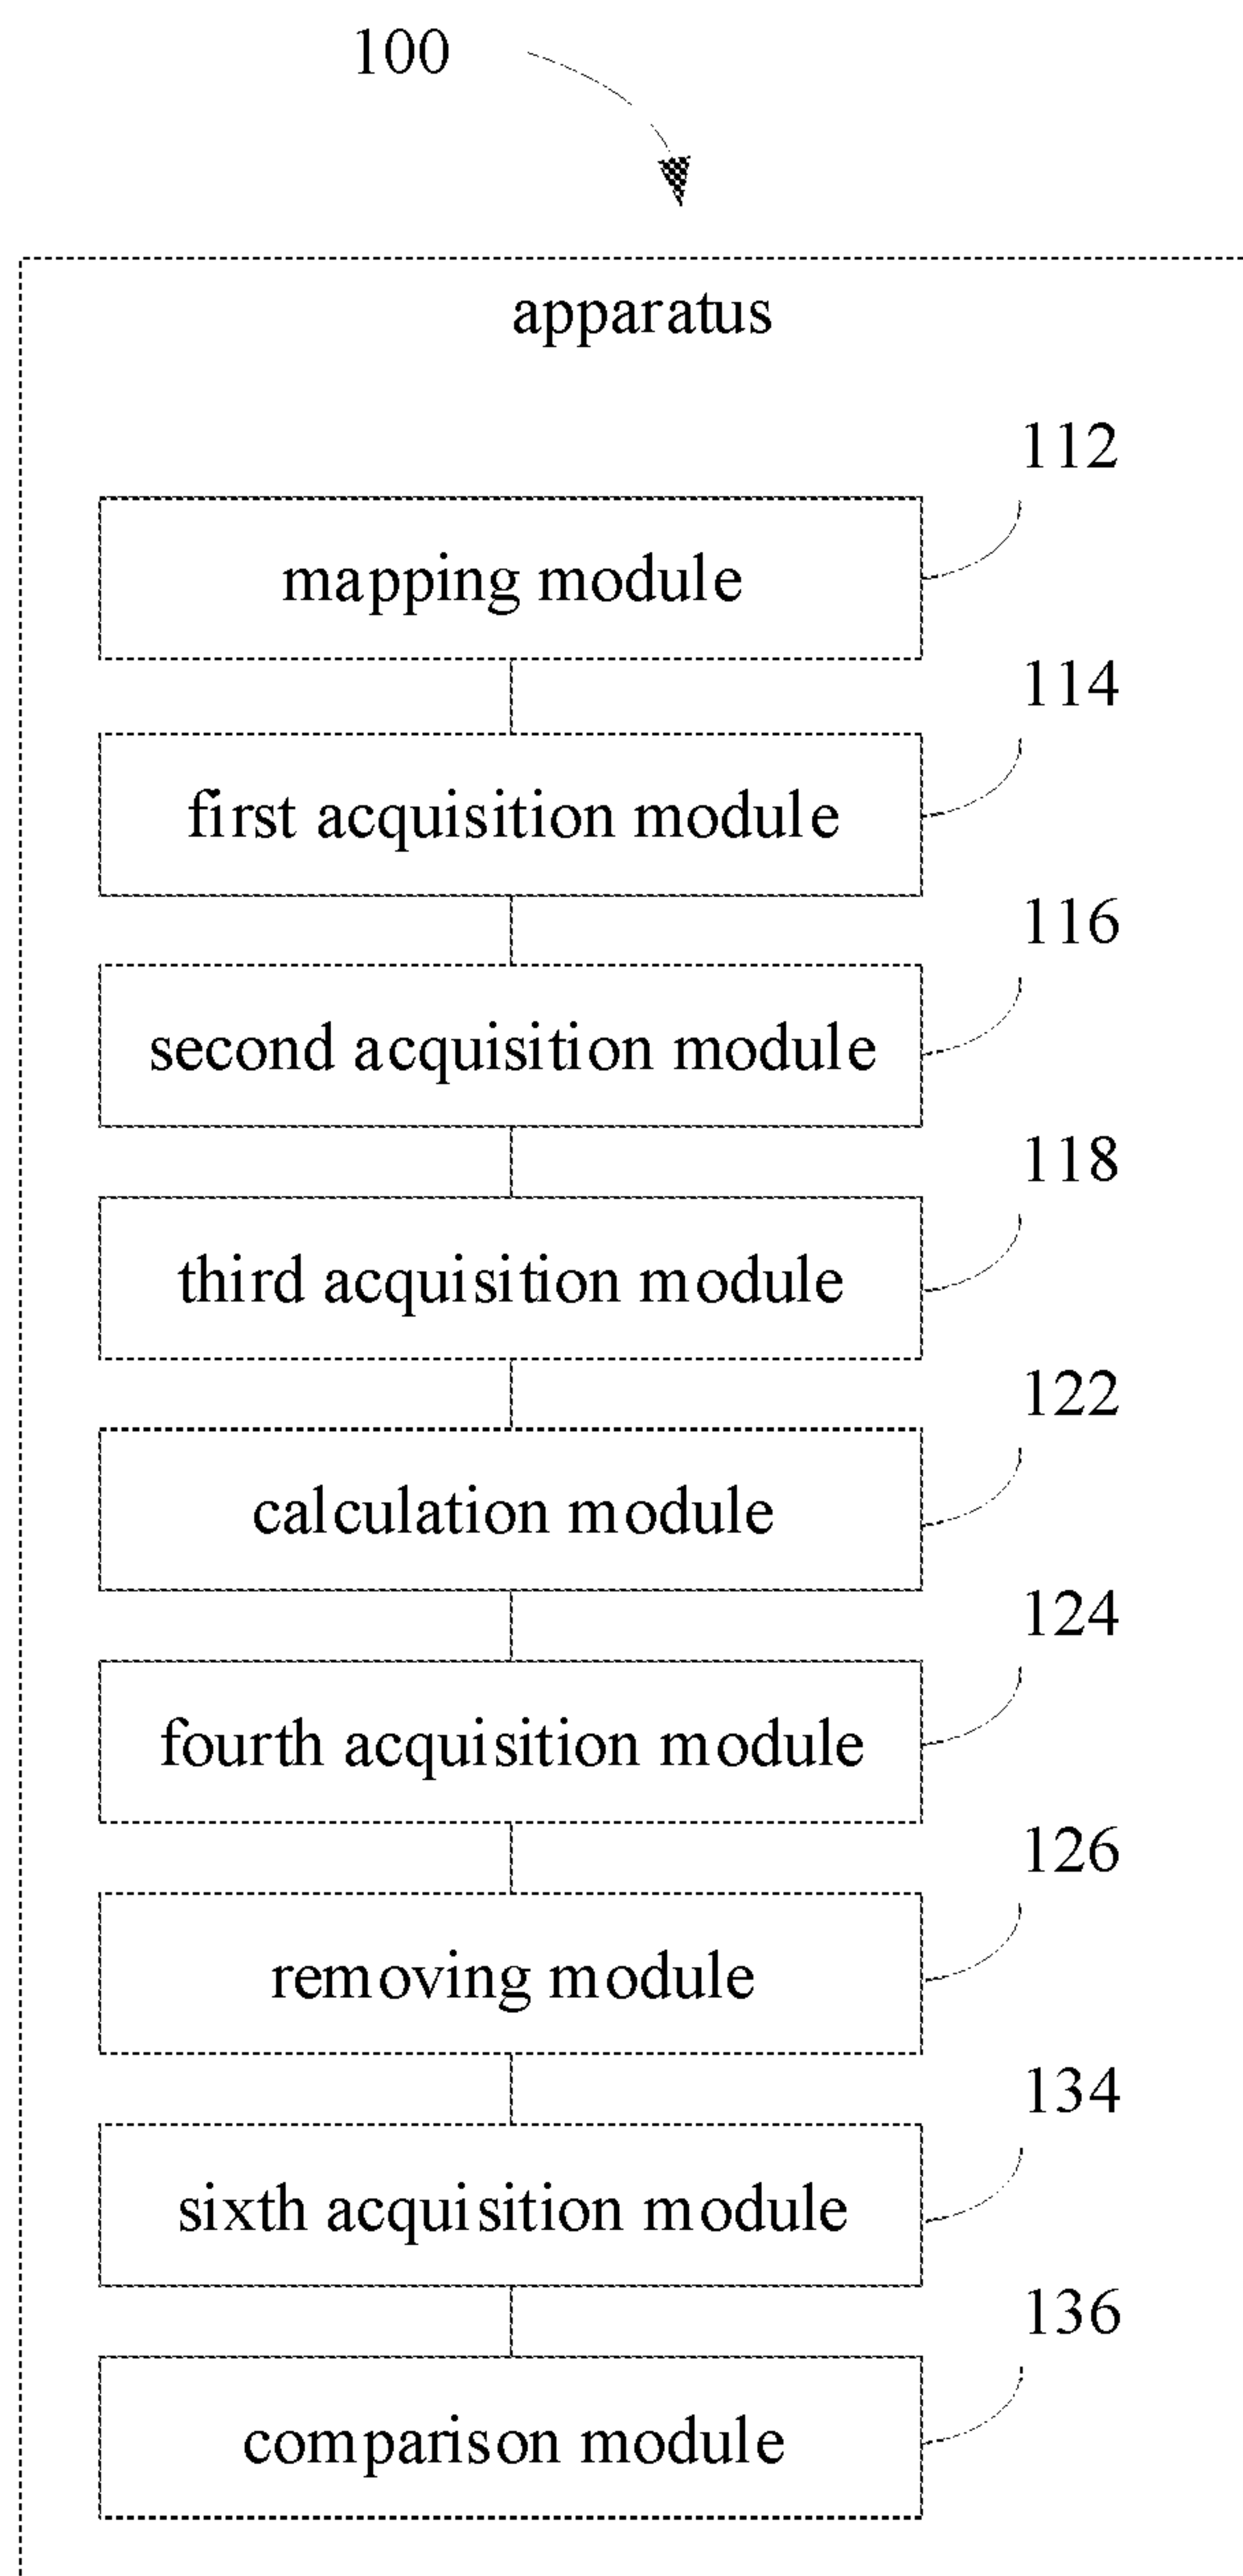 100
apparatus
112
mapping module
114
first acquisition module
116
second acquisition module
118
third acquisition module
122
calculation module
124
fourth acquisition module
126
removing module
134
sixth acquisition module
136
comparison module